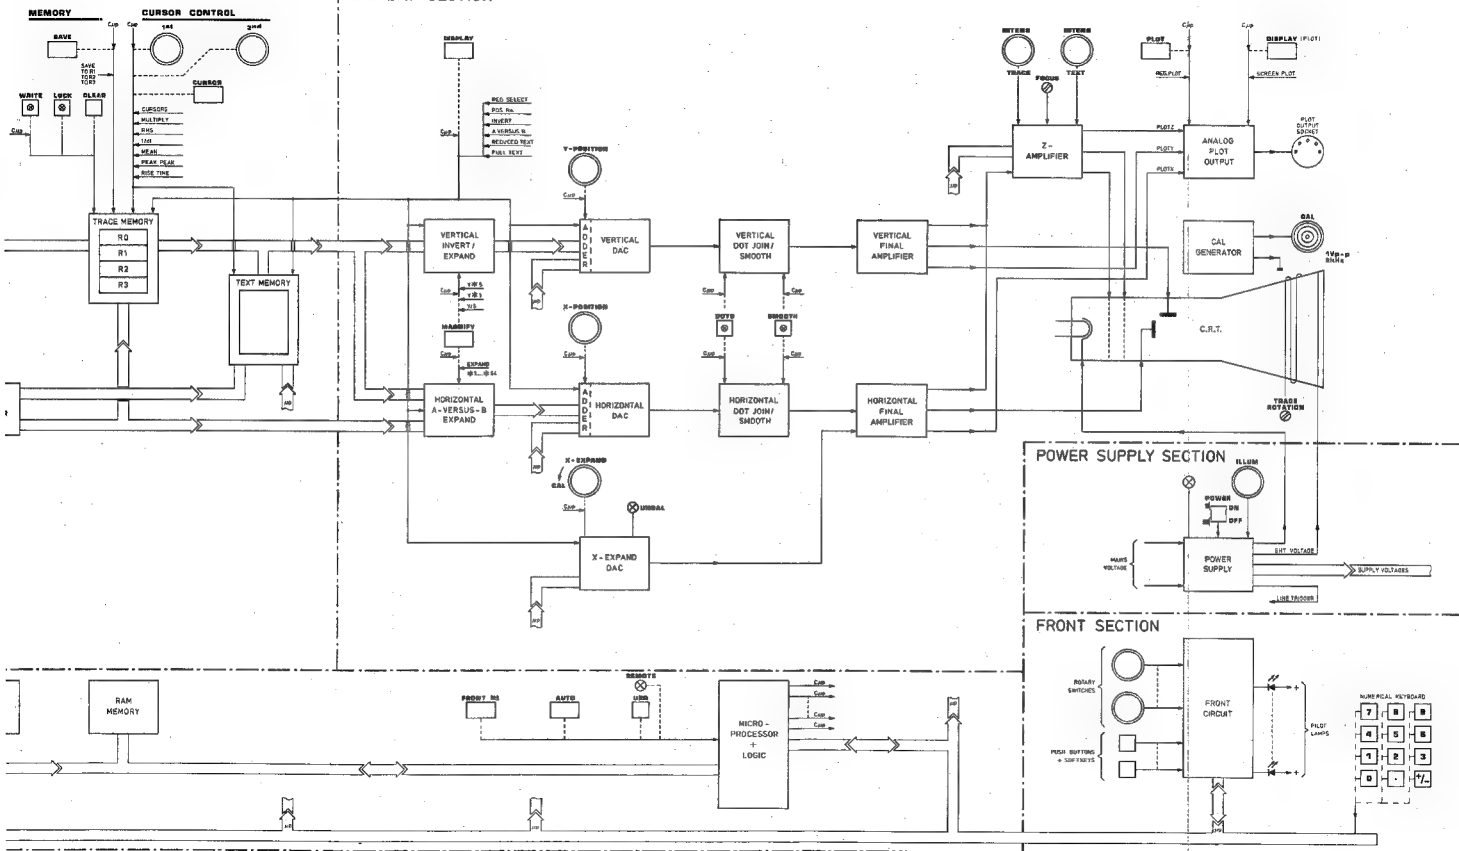 MEMORY
CURSOR CONTROL
1st
2nd
SAVE
SAVE
TO R1
TO R2
TO R3
CURSOR
WRITE
LOCK
CLEAR
CURSORS
MULTIPLY
RMS
MEAN
PEAK PEAK
RISE TIME
TRACE MEMORY
R0
R1
R2
R3
TEXT MEMORY
DISPLAY
REG SELECT
POS R4
INVERT
A VERSUS B
REDUCED TEXT
FULL TEXT
Y-POSITION
VERTICAL
INVERT /
EXPAND
ADDER
VERTICAL
DAC
VERTICAL
DOT JOIN/
SMOOTH
VERTICAL
FINAL
AMPLIFIER
MAGNIFY
EXPAND
X-POSITION
DOTS
SMOOTH
HORIZONTAL
A-VERSUS-B
EXPAND
ADDER
HORIZONTAL
DAC
HORIZONTAL
DOT JOIN/
SMOOTH
HORIZONTAL
FINAL
AMPLIFIER
X-EXPAND
CAL
UNCAL
X-EXPAND
DAC
INTENS
TRACE
INTENS
TEXT
FOCUS
Z-
AMPLIFIER
PLOT
DISPLAY (PLOT)
REG.PLOT
SCREEN PLOT
PLOTZ
PLOTY
PLOTX
ANALOG
PLOT
OUTPUT
PLOT
OUTPUT
SOCKET
CAL
GENERATOR
CAL
1Vp-p
2KHz
C.R.T.
TRACE
ROTATION
POWER SUPPLY SECTION
ILLUM
POWER
ON
OFF
MAINS
VOLTAGE
POWER
SUPPLY
EHT VOLTAGE
SUPPLY VOLTAGES
LINE TRIGGER
FRONT SECTION
ROTARY
SWITCHES
PUSH BUTTONS
+ SOFTKEYS
FRONT
CIRCUIT
PILOT
LAMPS
NUMERICAL KEYBOARD
7 8 9
4 5 6
1 2 3
0 . +/-
RAM
MEMORY
FRONT
AUTO
REMOTE
MICRO-
PROCESSOR
+
LOGIC